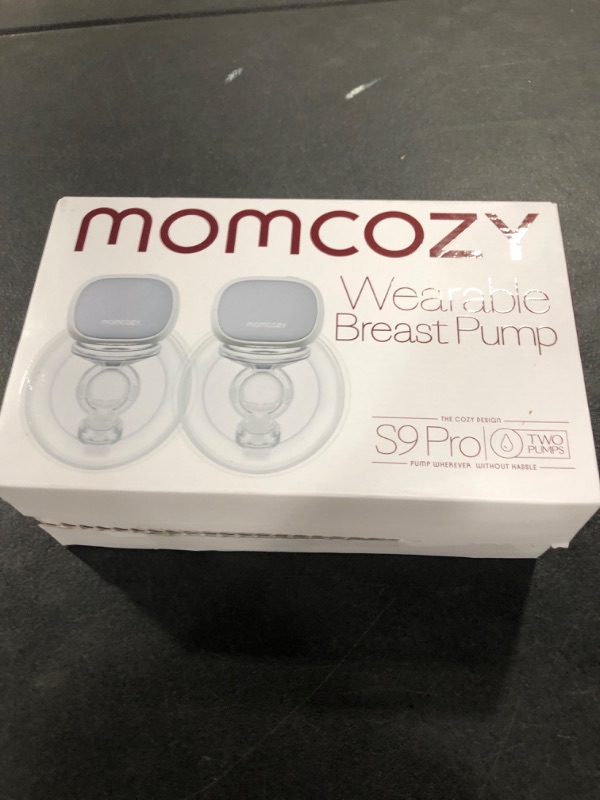 momcozy
Wearable
Breast Pump
momcozy
momcozy
THE COZY DESIGN
S9 Pro
TWO
PUMPS
PUMP WHEREVER WITHOUT HASSLE